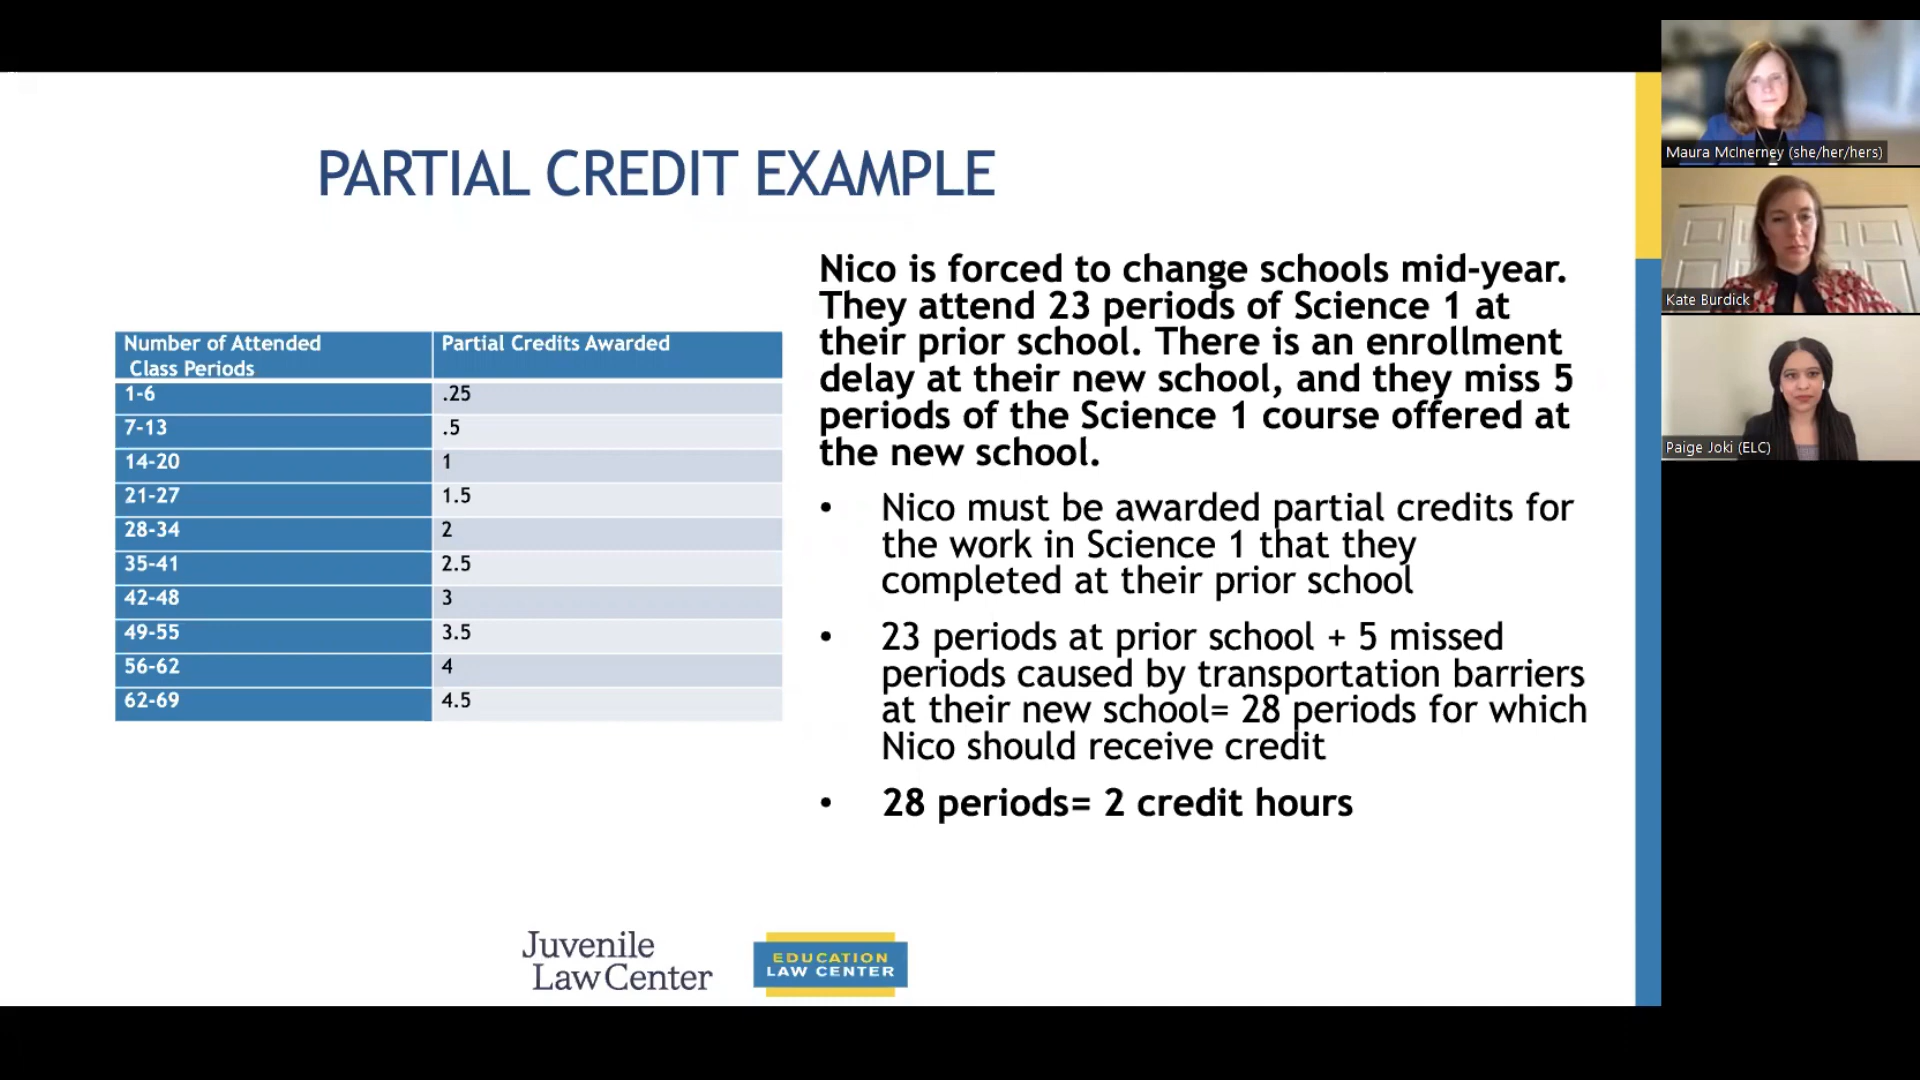 PARTIAL CREDIT EXAMPLE
Number of Attended
Class Periods
Partial Credits Awarded
1-6 .25
7-13 .5
14-20 1
21-27 1.5
28-34 2
35-41 2.5
42-48 3
49-55 3.5
56-62 4
62-69 4.5
Nico is forced to change schools mid-year.
They attend 23 periods of Science 1 at
their prior school. There is an enrollment
delay at their new school, and they miss 5
periods of the Science 1 course offered at
the new school.
• Nico must be awarded partial credits for
the work in Science 1 that they
completed at their prior school
• 23 periods at prior school + 5 missed
periods caused by transportation barriers
at their new school= 28 periods for which
Nico should receive credit
• 28 periods= 2 credit hours
Juvenile
Law Center
EDUCATION
LAW CENTER
Maura McInerney (she/her/hers)
Kate Burdick
Paige Joki (ELC)